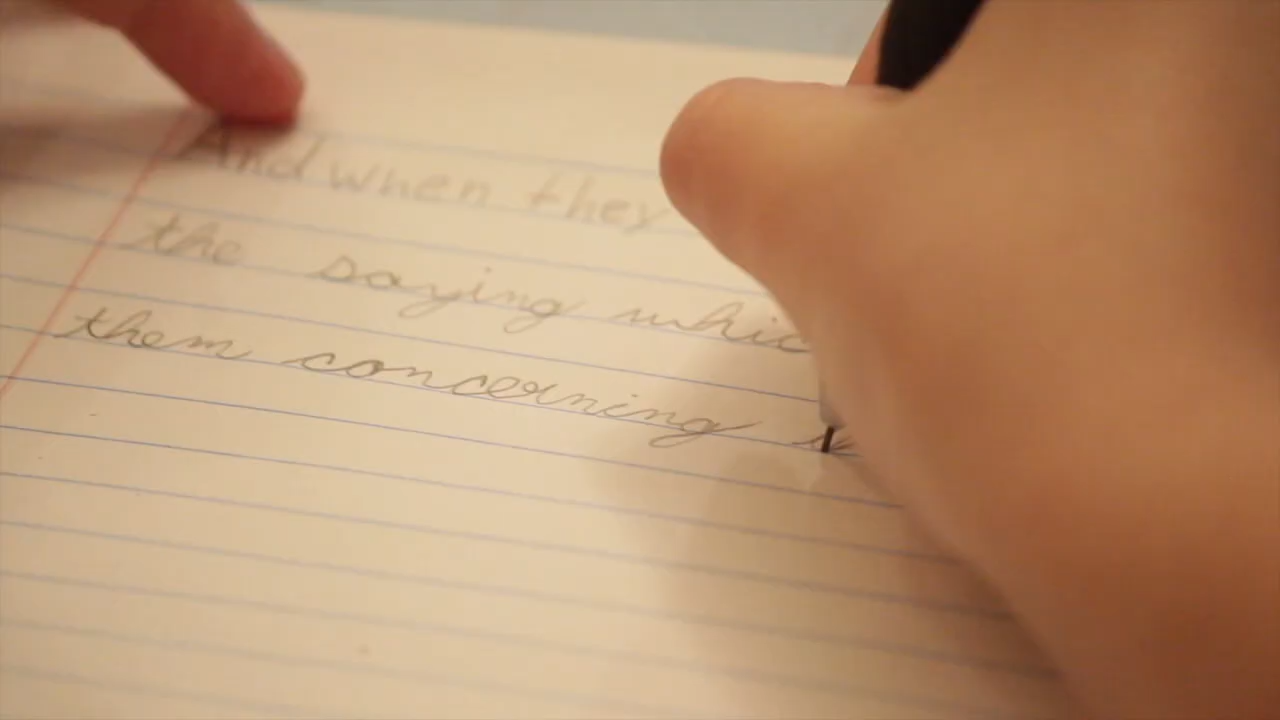 And when they
the saying whic
them concerning